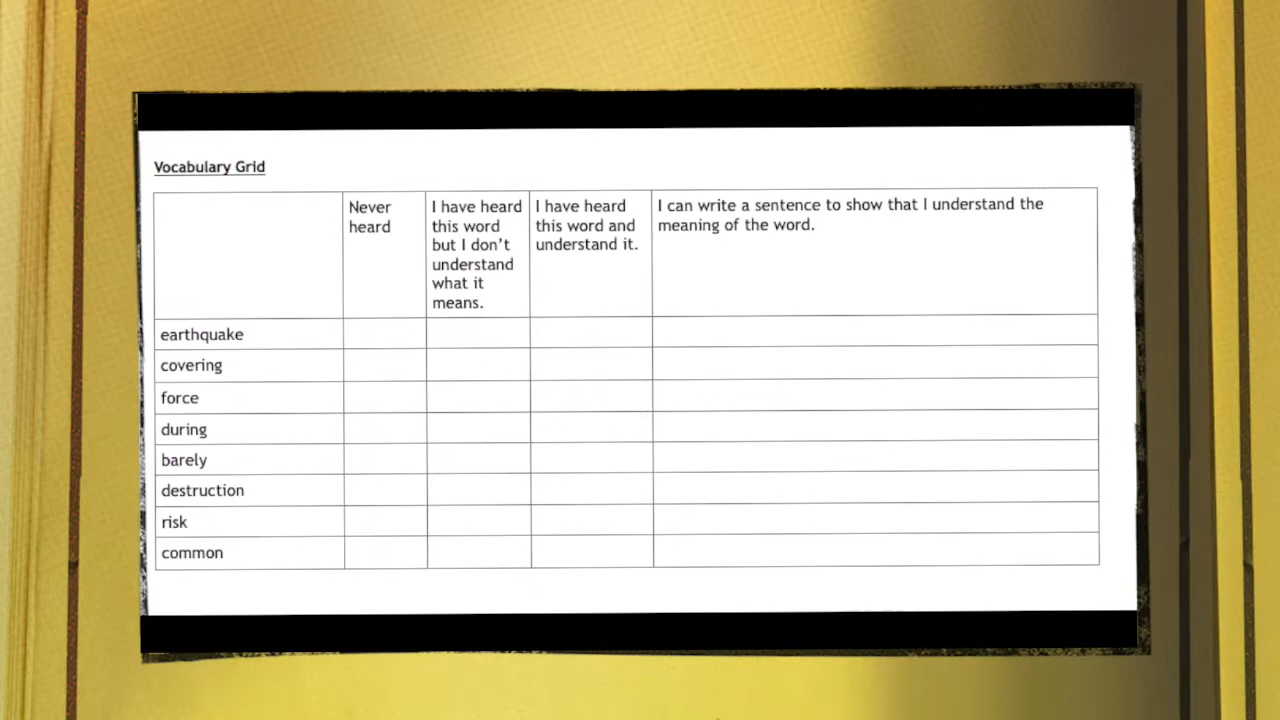 Vocabulary Grid
Never
heard
I have heard
this word
but I don't
understand
what it
means.
I have heard
this word and
understand it.
I can write a sentence to show that I understand the
meaning of the word.
earthquake
covering
force
during
barely
destruction
risk
common